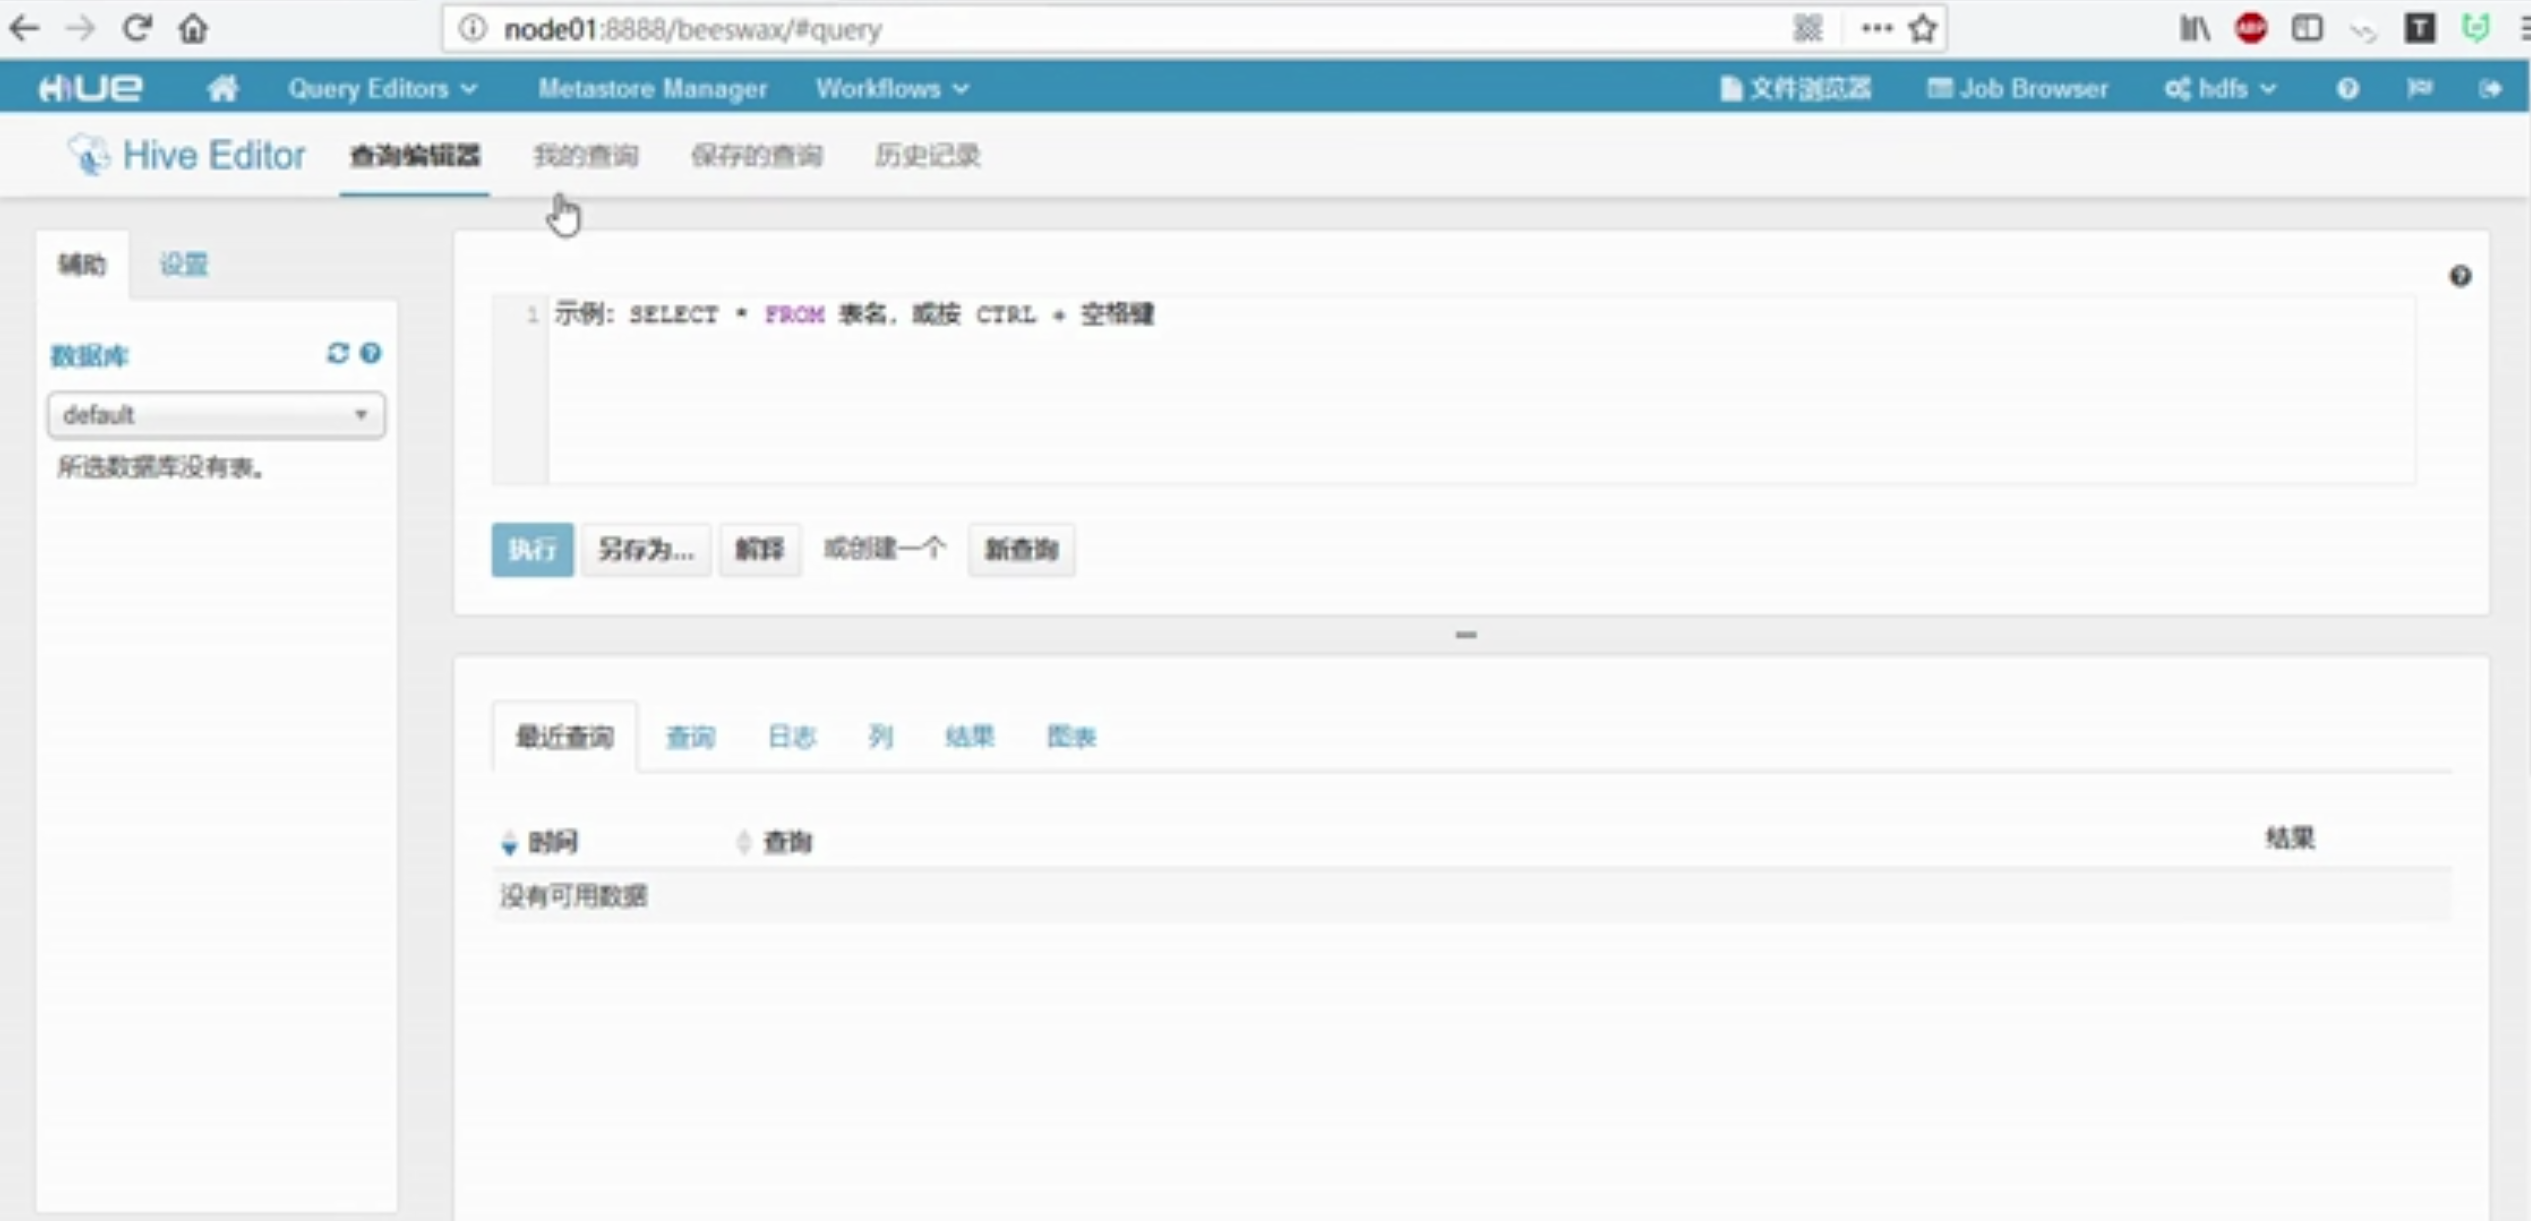 node01:8888/beeswax/#query
HUE Query Editors Metastore Manager Workflows 文件浏览器 Job Browser hdfs
Hive Editor 查询编辑器 我的查询 保存的查询 历史记录
辅助 设置
数据库
default
所选数据库没有表。
1 示例: SELECT * FROM 表名, 或按 CTRL + 空格键
执行 另存为... 解释 或创建一个 新查询
最近查询 查询 日志 列 结果 图表
时间 查询 结果
没有可用数据